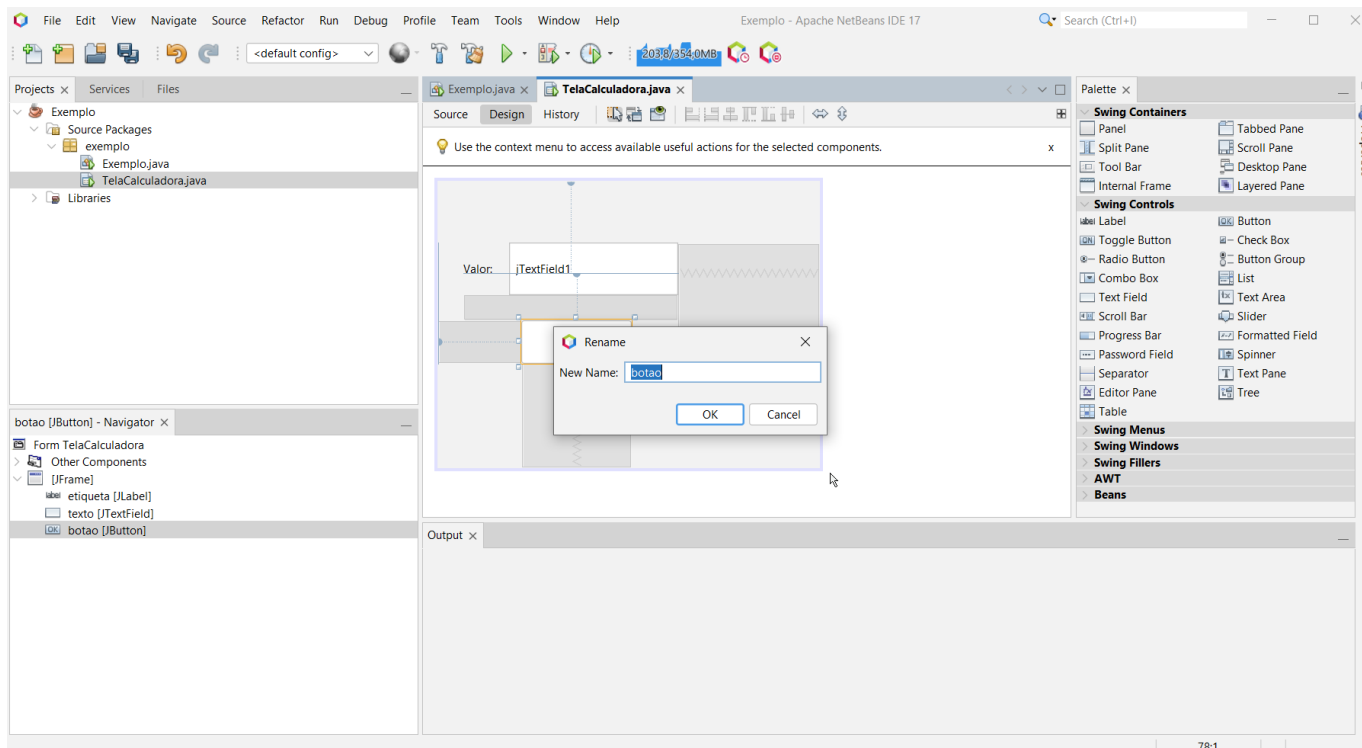 File Edit View Navigate Source Refactor Run Debug Profile Team Tools Window Help
Exemplo - Apache NetBeans IDE 17
Search (Ctrl+I)
<default config>
203,8/354,0MB
Projects
Services
Files
Exemplo
Source Packages
exemplo
Exemplo.java
TelaCalculadora.java
Libraries
botao [JButton] - Navigator
Form TelaCalculadora
Other Components
[JFrame]
label etiqueta [JLabel]
texto [JTextField]
OK botao [JButton]
Exemplo.java
TelaCalculadora.java
Source Design History
Use the context menu to access available useful actions for the selected components.
x
Valor:
jTextField1
Rename
New Name: botao
OK
Cancel
Output
Palette
Swing Containers
Panel
Tabbed Pane
Split Pane
Scroll Pane
Tool Bar
Desktop Pane
Internal Frame
Layered Pane
Swing Controls
label Label
OK Button
ON Toggle Button
Check Box
Radio Button
Button Group
Combo Box
List
Text Field
Text Area
Scroll Bar
Slider
Progress Bar
Formatted Field
Password Field
Spinner
Separator
T Text Pane
Editor Pane
Tree
Table
Swing Menus
Swing Windows
Swing Fillers
AWT
Beans
78:1